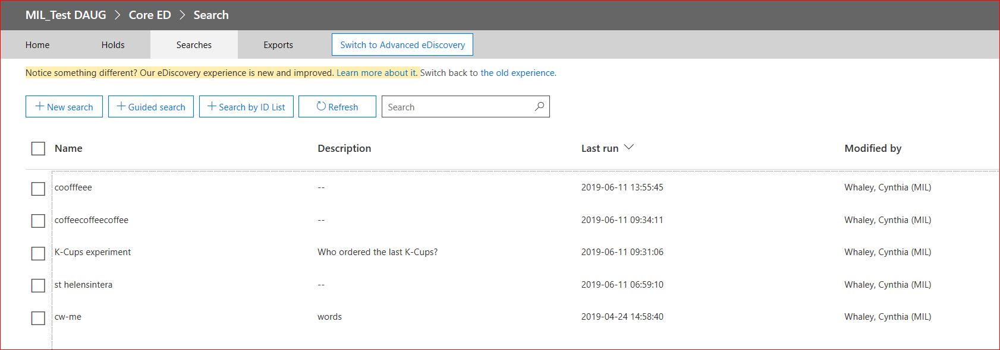 MIL_Test DAUG > Core ED > Search
Home Holds Searches Exports Switch to Advanced eDiscovery
Notice something different? Our eDiscovery experience is new and improved. Learn more about it. Switch back to the old experience.
+ New search + Guided search + Search by ID List Refresh Search
Name Description Last run Modified by
coofffeee -- 2019-06-11 13:55:45 Whaley, Cynthia (MIL)
coffeecoffeecoffee -- 2019-06-11 09:34:11 Whaley, Cynthia (MIL)
K-Cups experiment Who ordered the last K-Cups? 2019-06-11 09:31:06 Whaley, Cynthia (MIL)
st helensintera -- 2019-06-11 06:59:10 Whaley, Cynthia (MIL)
cw-me words 2019-04-24 14:58:40 Whaley, Cynthia (MIL)